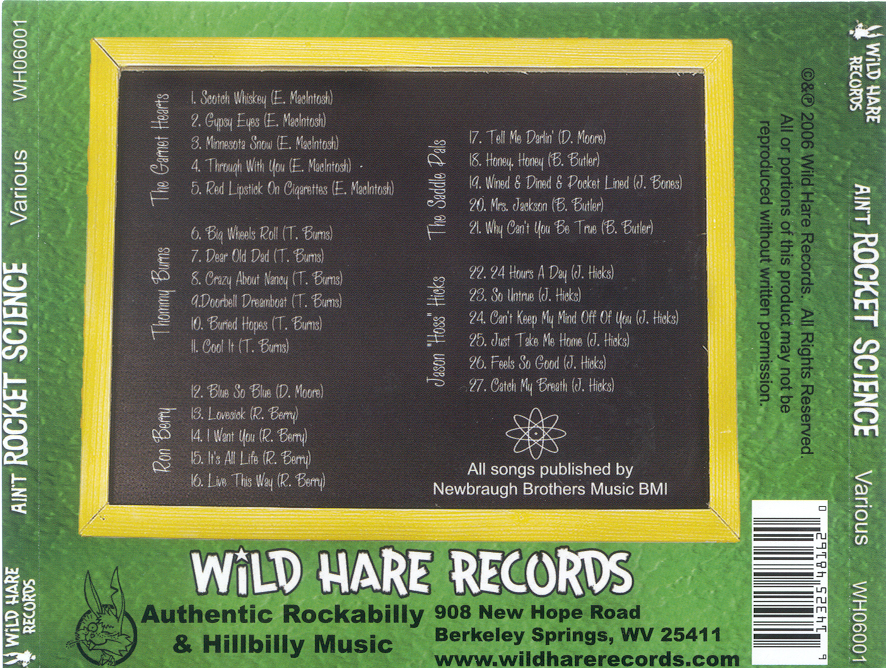 AINT ROCKET SCIENCE Various WH06001
WiLD HARE
RECORDS
The Garnet Hearts
1. Scotch Whiskey (E. MacIntosh)
2. Gypsy Eyes (E. MacIntosh)
3. Minnesota Snow (E. MacIntosh)
4. Through With You (E. MacIntosh)
5. Red Lipstick On Cigarettes (E. MacIntosh)
Thommy Burns
6. Big Wheels Roll (T. Burns)
7. Dear Old Dad (T. Burns)
8. Crazy About Nancy (T. Burns)
9.Doorbell Dreamboat (T. Burns)
10. Buried Hopes (T. Burns)
11. Cool It (T. Burns)
Ron Berry
12. Blue So Blue (D. Moore)
13. Lovesick (R. Berry)
14. I Want You (R. Berry)
15. It's All Life (R. Berry)
16. Live This Way (R. Berry)
The Saddle Pals
17. Tell Me Darlin' (D. Moore)
18. Honey, Honey (B. Butler)
19. Wined & Dined & Pocket Lined (J. Bones)
20. Mrs. Jackson (B. Butler)
21. Why Can't You Be True (B. Butler)
Jason "Hoss" Hicks
22. 24 Hours A Day (J. Hicks)
23. So Untrue (J. Hicks)
24. Can't Keep My Mind Off Of You (J. Hicks)
25. Just Take Me Home (J. Hicks)
26. Feels So Good (J. Hicks)
27. Catch My Breath (J. Hicks)
All songs published by
Newbraugh Brothers Music BMI
WiLD HARE RECORDS
Authentic Rockabilly
& Hillbilly Music
908 New Hope Road
Berkeley Springs, WV 25411
www.wildharerecords.com
©&℗ 2006 Wild Hare Records. All Rights Reserved.
All or portions of this product may not be
reproduced without written permission.
WiLD HARE
RECORDS
AINT ROCKET SCIENCE Various WH06001